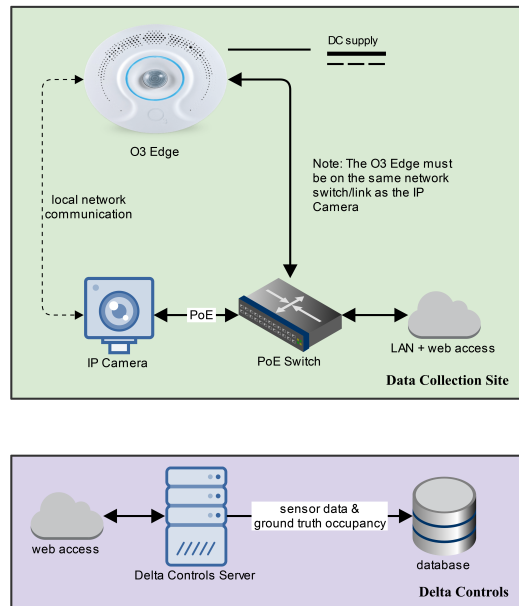 DC supply
O3 Edge
Note: The O3 Edge must
be on the same network
switch/link as the IP
Camera
local network
communication
PoE
IP Camera
PoE Switch
LAN + web access
Data Collection Site
sensor data &
ground truth occupancy
web access
Delta Controls Server
database
Delta Controls